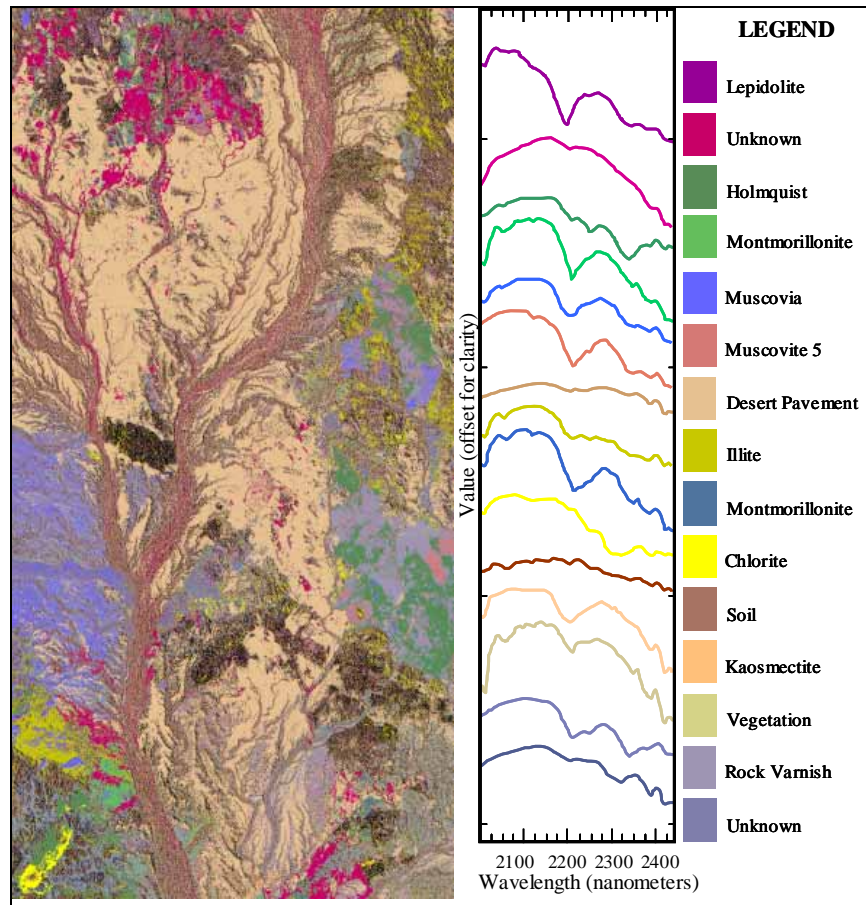 LEGEND
Lepidolite
Unknown
Holmquist
Montmorillonite
Muscovia
Muscovite 5
Desert Pavement
Illite
Montmorillonite
Chlorite
Soil
Kaosmectite
Vegetation
Rock Varnish
Unknown
Value (offset for clarity)
2100 2200 2300 2400
Wavelength (nanometers)